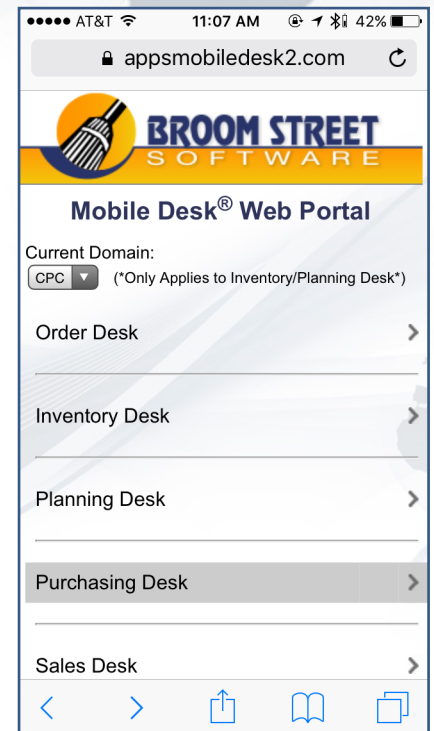 AT&T 11:07 AM 42%
appsmobiledesk2.com
BROOM STREET
SOFTWARE
Mobile Desk® Web Portal
Current Domain:
CPC (*Only Applies to Inventory/Planning Desk*)
Order Desk
Inventory Desk
Planning Desk
Purchasing Desk
Sales Desk